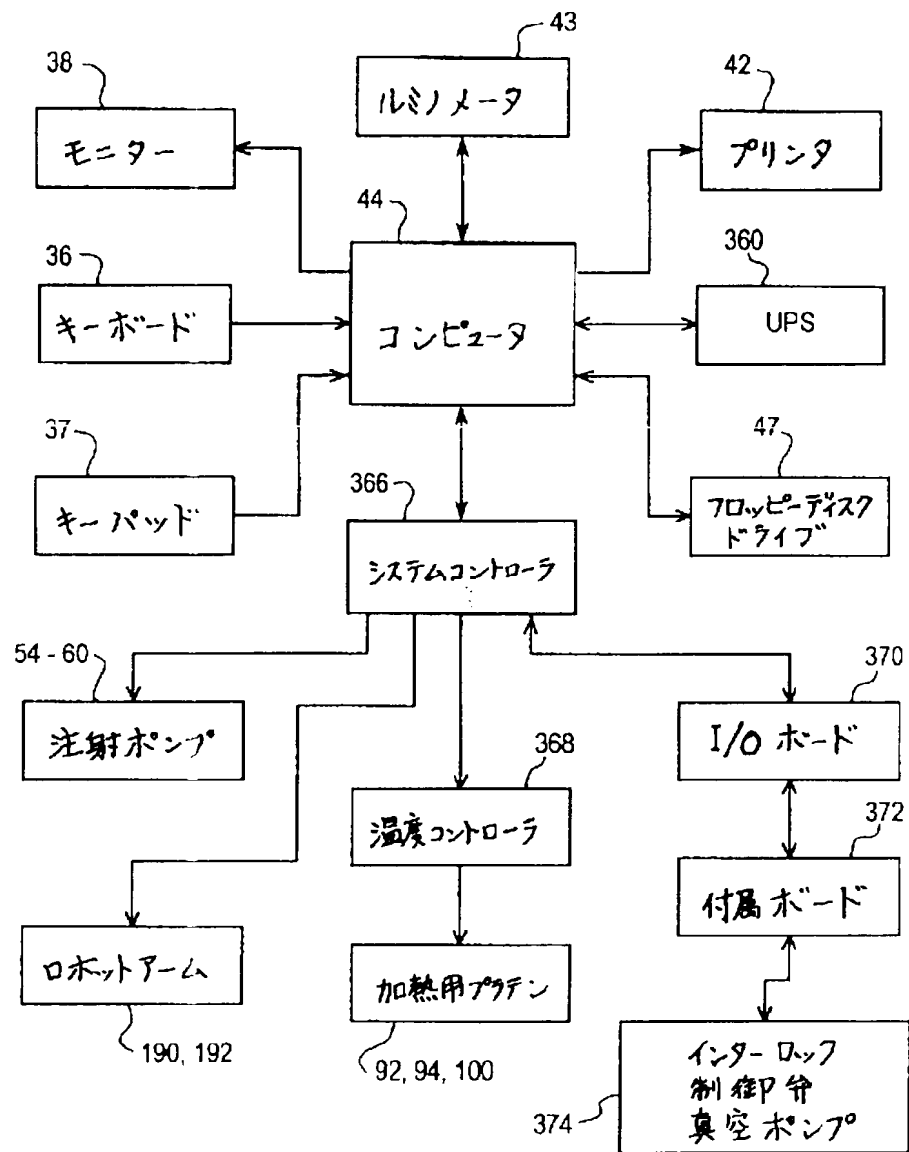 43
ルミノメータ
38
モニター
42
プリンタ
44
コンピュータ
36
キーボード
360
UPS
37
キーパッド
47
フロッピーディスク
ドライブ
366
システムコントローラ
54 - 60
注射ポンプ
370
I/O ボード
368
温度コントローラ
372
付属ボード
ロボットアーム
190, 192
加熱用プラテン
92, 94, 100
インターロック
制御弁
真空ポンプ
374